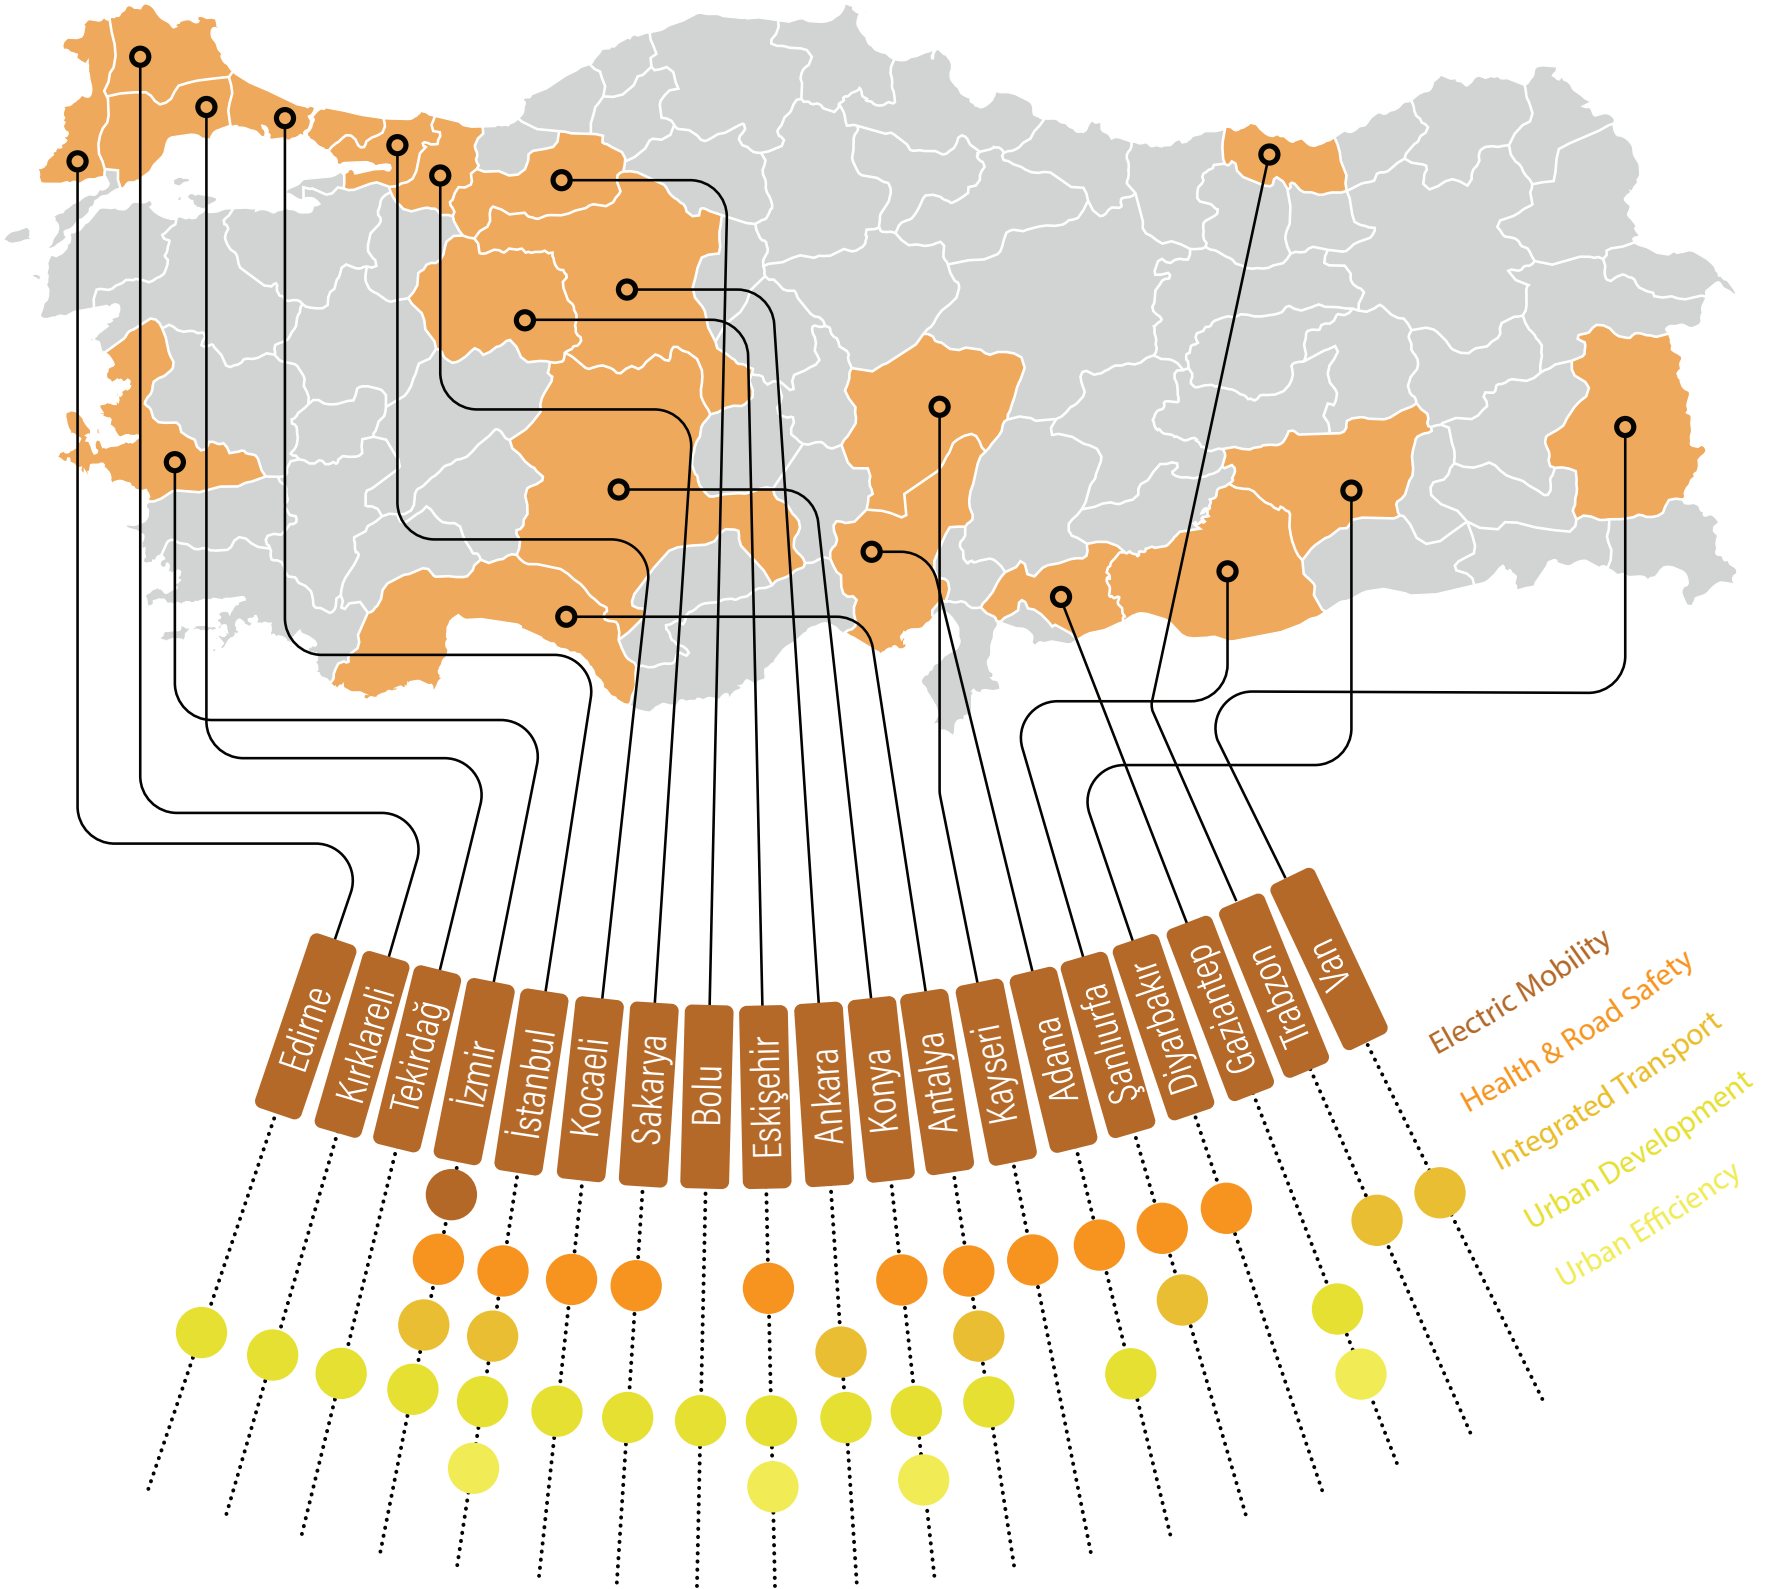 Edirne
Kırklareli
Tekirdağ
İzmir
İstanbul
Kocaeli
Sakarya
Bolu
Eskişehir
Ankara
Konya
Antalya
Kayseri
Adana
Şanlıurfa
Diyarbakır
Gaziantep
Trabzon
Van
Electric Mobility
Health & Road Safety
Integrated Transport
Urban Development
Urban Efficiency